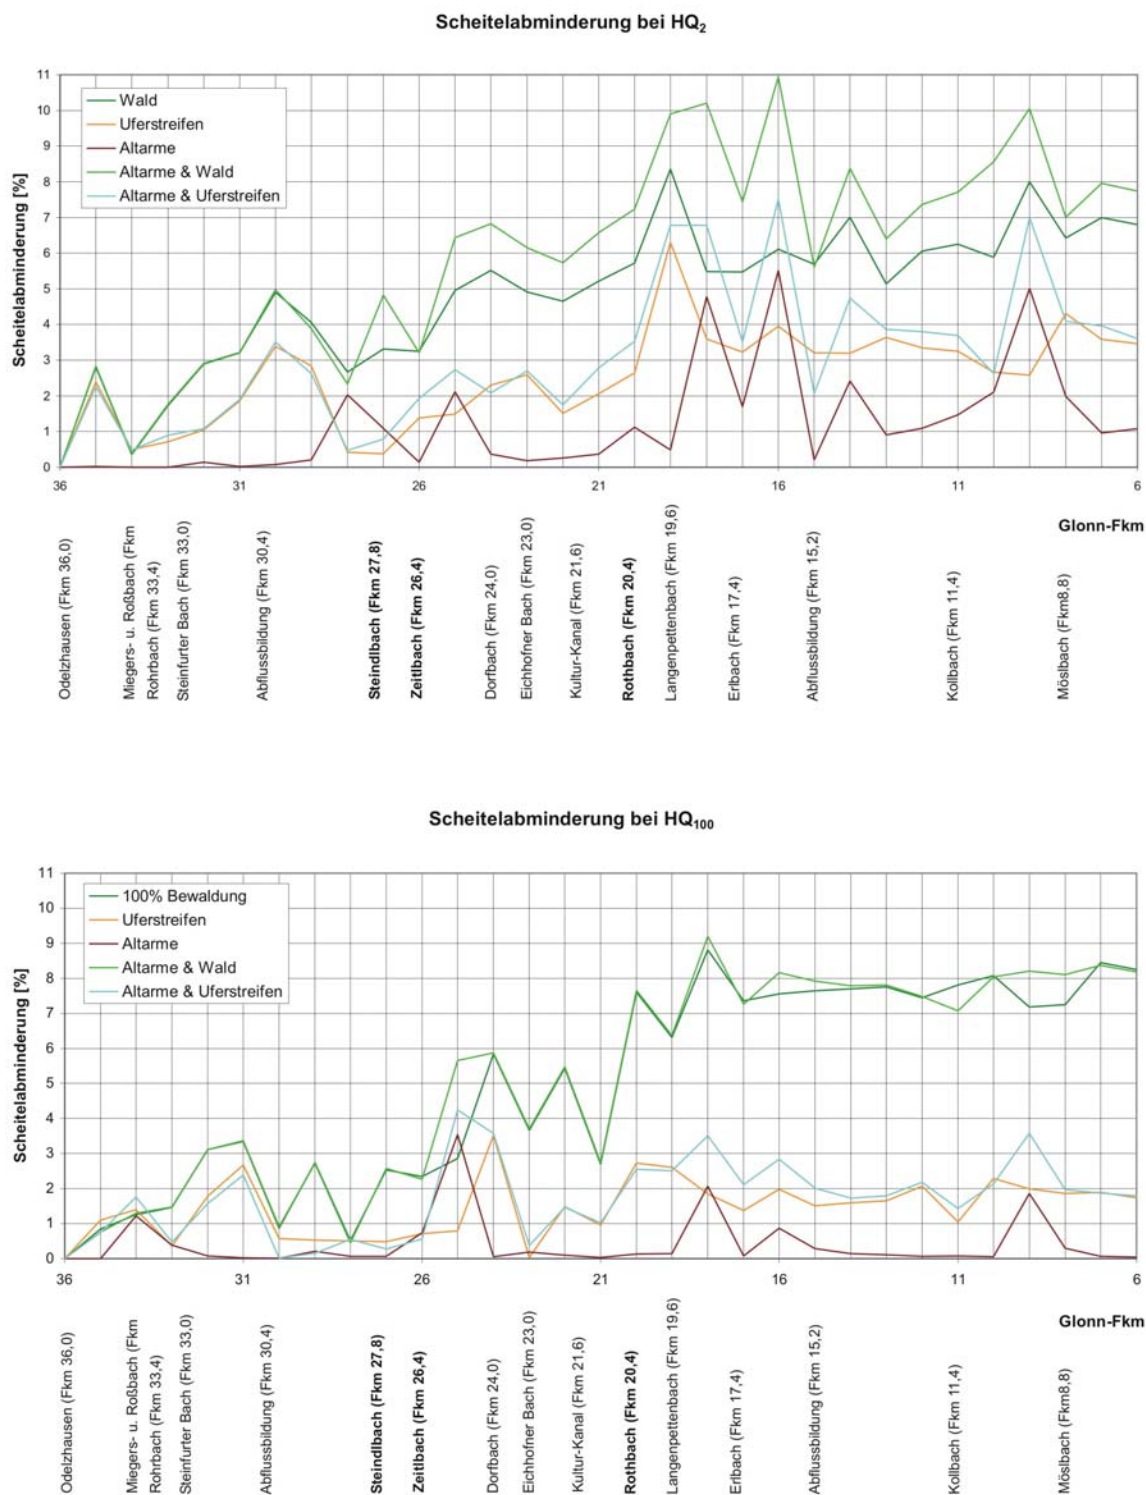 Scheitelabminderung bei HQ2
Scheitelabminderung [%]
11
10
9
8
7
6
5
4
3
2
1
0
Wald
Uferstreifen
Altarme
Altarme & Wald
Altarme & Uferstreifen
36
31
26
21
16
11
6
Glonn-Fkm
Odelzhausen (Fkm 36,0)
Miegers- u. Roßbach (Fkm
Rohrbach (Fkm 33,4)
Steinfurter Bach (Fkm 33,0)
Abflussbildung (Fkm 30,4)
Steindlbach (Fkm 27,8)
Zeitlbach (Fkm 26,4)
Dorfbach (Fkm 24,0)
Eichhofner Bach (Fkm 23,0)
Kultur-Kanal (Fkm 21,6)
Rothbach (Fkm 20,4)
Langenpettenbach (Fkm 19,6)
Erlbach (Fkm 17,4)
Abflussbildung (Fkm 15,2)
Kollbach (Fkm 11,4)
Möslbach (Fkm8,8)
Scheitelabminderung bei HQ100
Scheitelabminderung [%]
11
10
9
8
7
6
5
4
3
2
1
0
100% Bewaldung
Uferstreifen
Altarme
Altarme & Wald
Altarme & Uferstreifen
36
31
26
21
16
11
6
Glonn-Fkm
Odelzhausen (Fkm 36,0)
Miegers- u. Roßbach (Fkm
Rohrbach (Fkm 33,4)
Steinfurter Bach (Fkm 33,0)
Abflussbildung (Fkm 30,4)
Steindlbach (Fkm 27,8)
Zeitlbach (Fkm 26,4)
Dorfbach (Fkm 24,0)
Eichhofner Bach (Fkm 23,0)
Kultur-Kanal (Fkm 21,6)
Rothbach (Fkm 20,4)
Langenpettenbach (Fkm 19,6)
Erlbach (Fkm 17,4)
Abflussbildung (Fkm 15,2)
Kollbach (Fkm 11,4)
Möslbach (Fkm8,8)